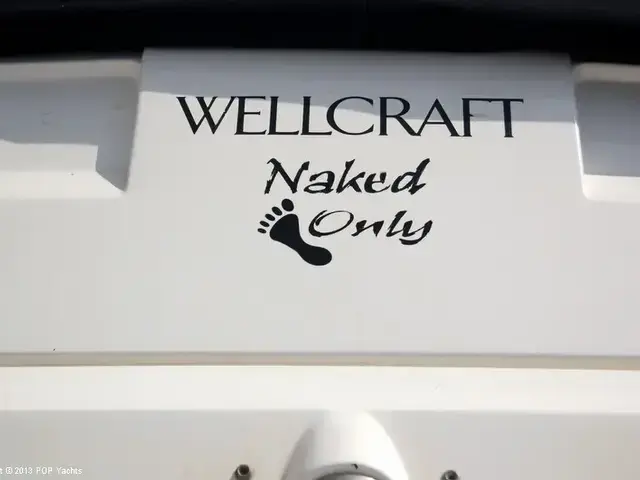 WELLCRAFT
Naked
Only
© 2013 POP Yachts